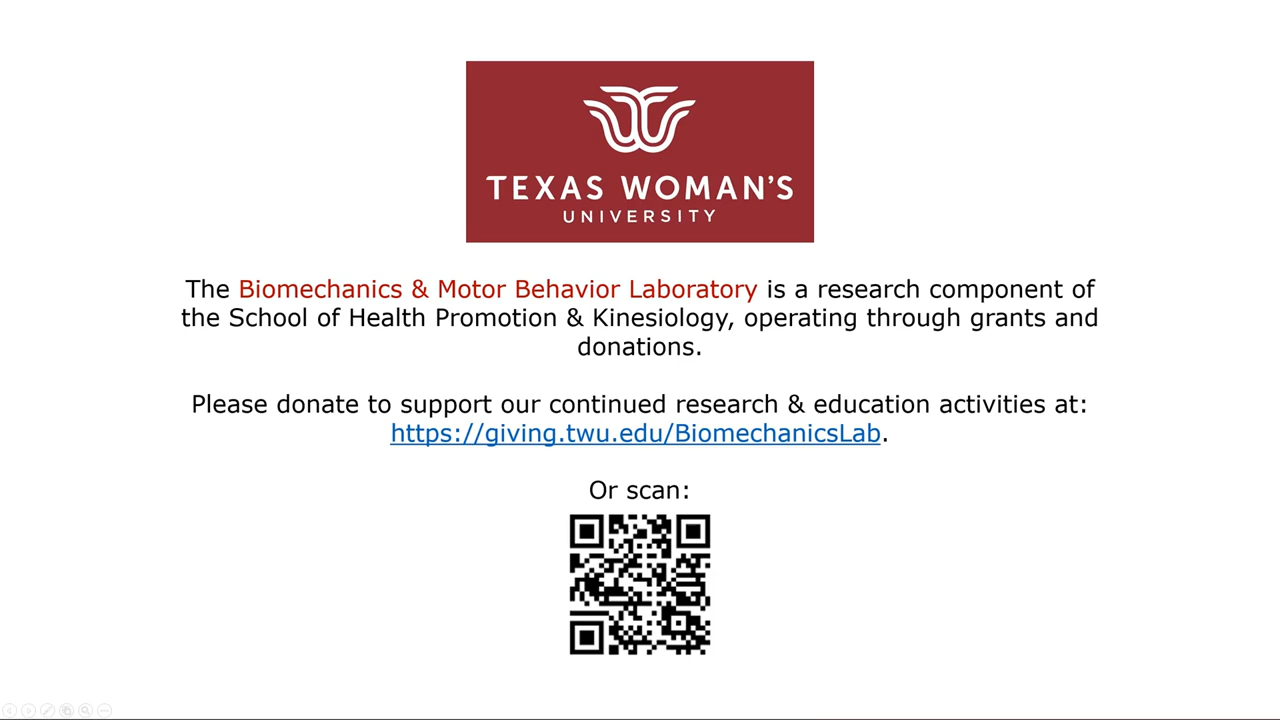 TEXAS WOMAN'S
UNIVERSITY
The Biomechanics & Motor Behavior Laboratory is a research component of
the School of Health Promotion & Kinesiology, operating through grants and
donations.
Please donate to support our continued research & education activities at:
https://giving.twu.edu/BiomechanicsLab.
Or scan: